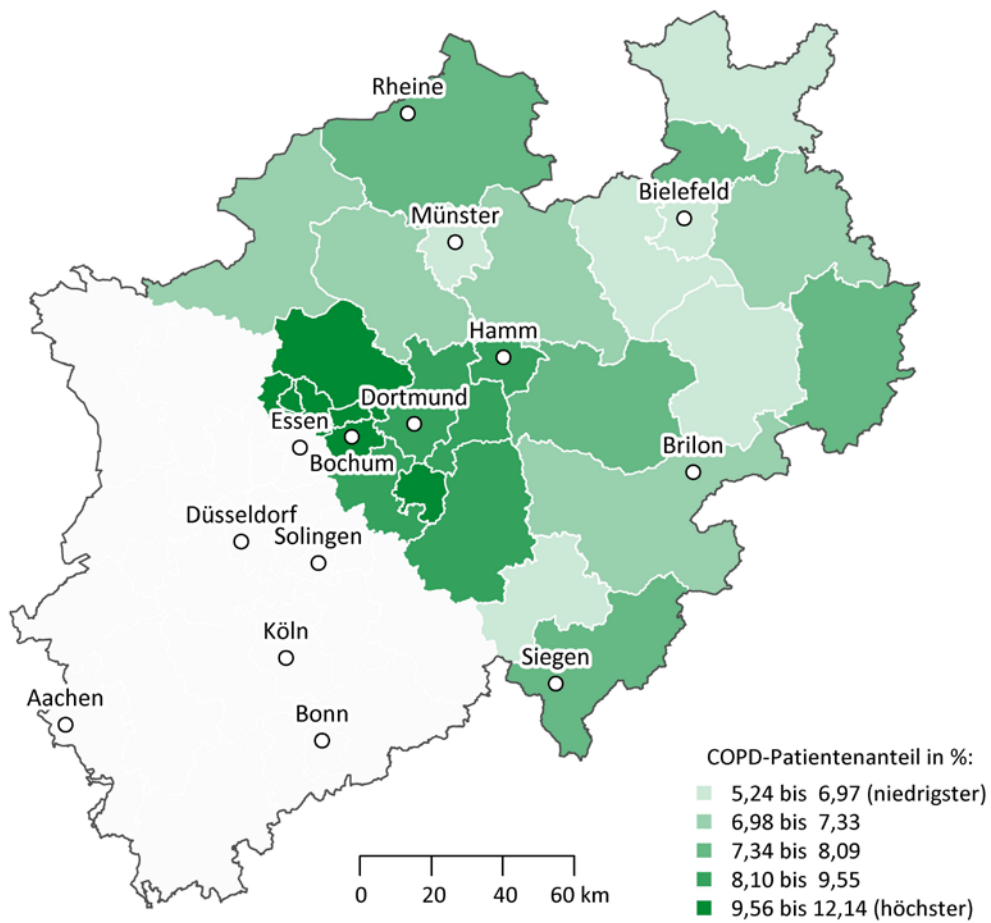 Rheine
Bielefeld
Münster
Hamm
Dortmund
Essen
Bochum
Brilon
Düsseldorf
Solingen
Köln
Siegen
Aachen
Bonn
COPD-Patientenanteil in %:
5,24 bis 6,97 (niedrigster)
6,98 bis 7,33
7,34 bis 8,09
8,10 bis 9,55
9,56 bis 12,14 (höchster)
0 20 40 60 km